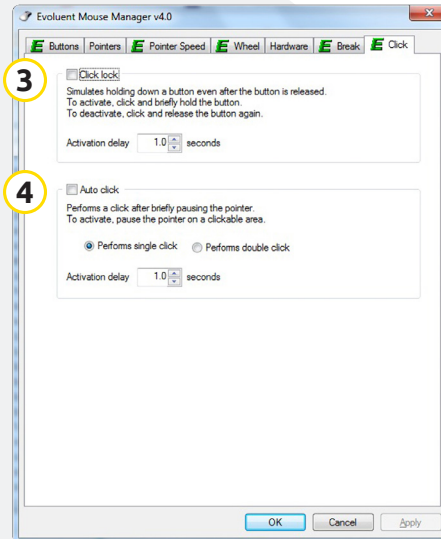 Evoluent Mouse Manager v4.0
E Buttons Pointers E Pointer Speed E Wheel Hardware E Break E Click
3
Click lock
Simulates holding down a button even after the button is released.
To activate, click and briefly hold the button.
To deactivate, click and release the button again.
Activation delay 1.0 seconds
4
Auto click
Performs a click after briefly pausing the pointer.
To activate, pause the pointer on a clickable area.
Performs single click Performs double click
Activation delay 1.0 seconds
OK Cancel Apply